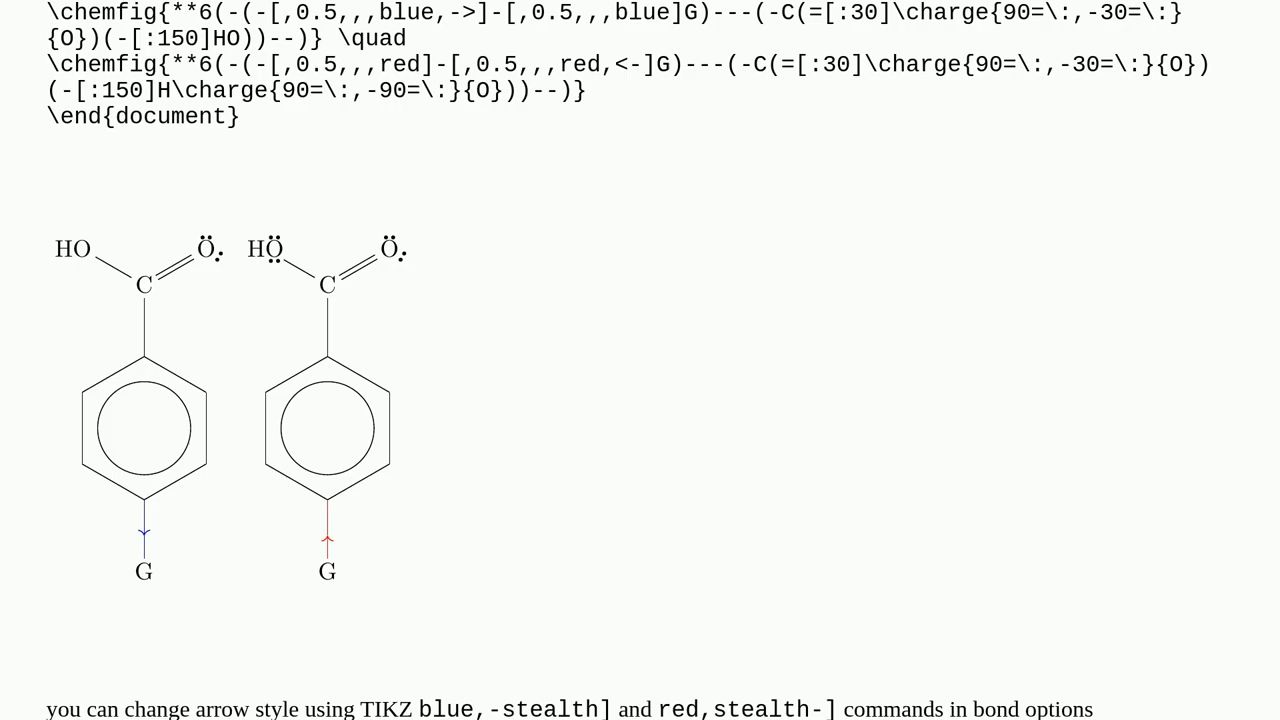 \chemfig{**6(-(-[,0.5,,,blue,->]-[,0.5,,,blue]G)---(-C(=[:30]\charge{90=\:,-30=\:}
{O})(-[:150]HO))--)} \quad
\chemfig{**6(-(-[,0.5,,,red]-[,0.5,,,red,<-]G)---(-C(=[:30]\charge{90=\:,-30=\:}{O})
(-[:150]H\charge{90=\:,-90=\:}{O}))--)}
\end{document}
HO O HO O
C C
G G
you can change arrow style using TIKZ blue,-stealth] and red,stealth-] commands in bond options